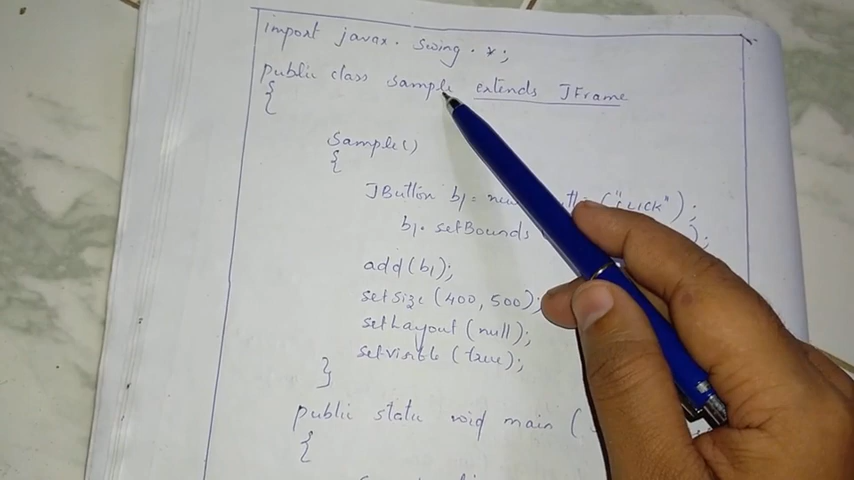 import javax. swing. *;
public class Sample extends JFrame
{
Sample()
{
JButton b1 = new ("CLICK");
b1. setBounds );
add(b1);
setSize (400, 500);
setLayout (null);
setVisible (true);
}
public static void main (
{